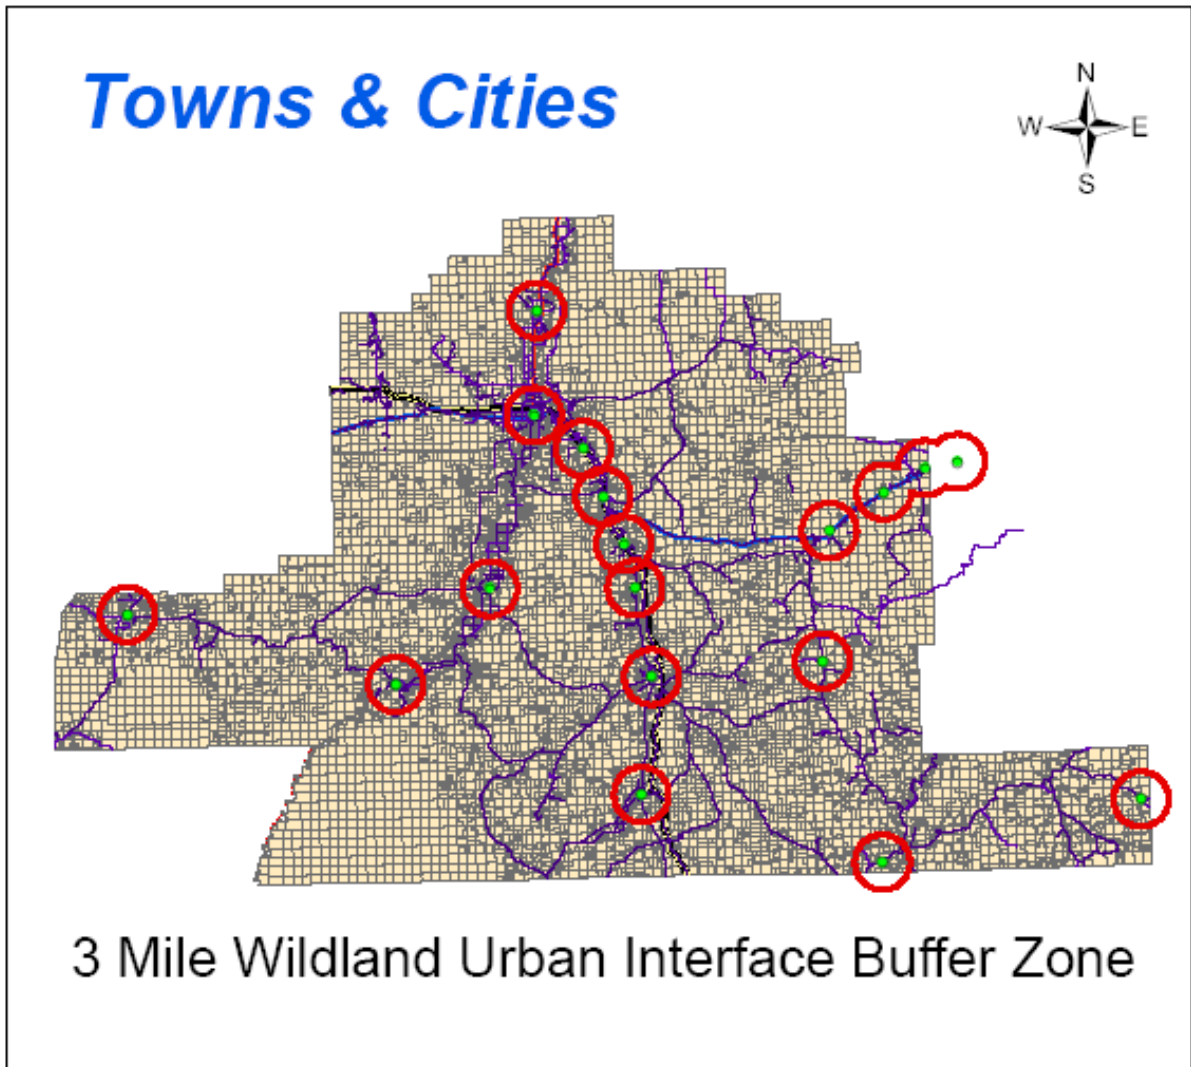 Towns & Cities
N
W E
S
3 Mile Wildland Urban Interface Buffer Zone